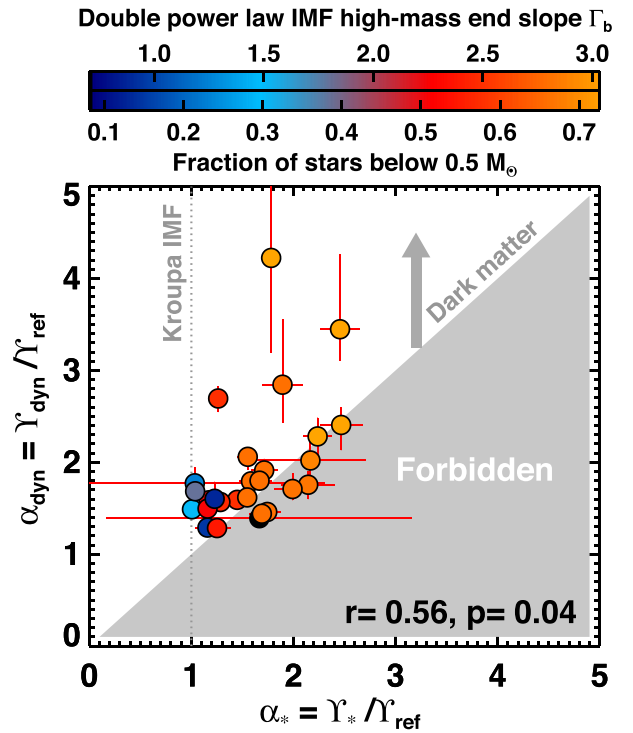 Double power law IMF high-mass end slope Γb
1.0 1.5 2.0 2.5 3.0
0.1 0.2 0.3 0.4 0.5 0.6 0.7
Fraction of stars below 0.5 M☉
5
4
3
2
1
0
αdyn = ϒdyn /ϒref
Kroupa IMF
Dark matter
Forbidden
r= 0.56, p= 0.04
0 1 2 3 4 5
α* = ϒ* /ϒref